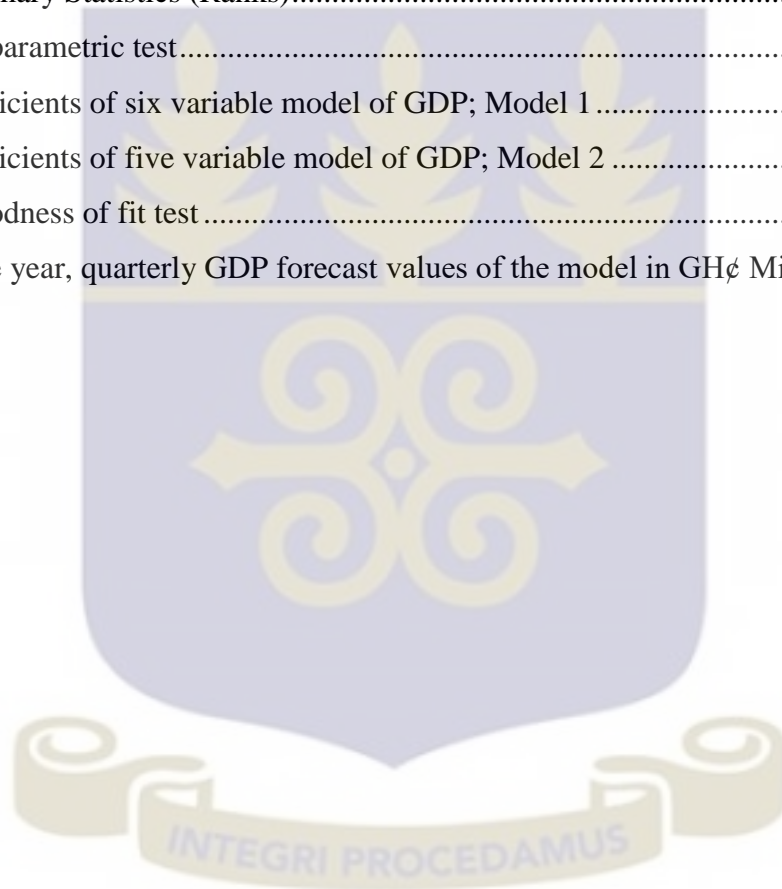 nary Statistics (Ranks)..............................................................
parametric test........................................................................
icients of six variable model of GDP; Model 1............................
icients of five variable model of GDP; Model 2..........................
odness of fit test......................................................................
e year, quarterly GDP forecast values of the model in GH₵ Mi
INTEGRI PROCEDAMUS